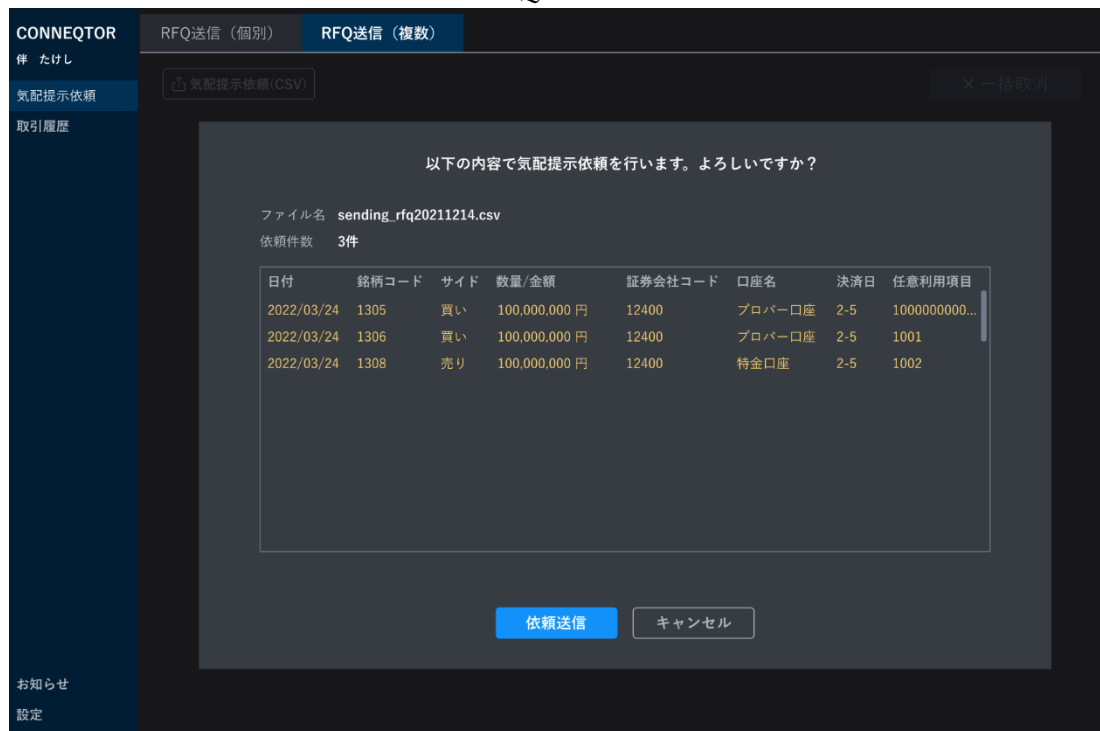 CONNEQTOR
伴 たけし
気配提示依頼
取引履歴
お知らせ
設定
RFQ送信（個別） RFQ送信（複数）
気配提示依頼(CSV) × 一括取消
以下の内容で気配提示依頼を行います。よろしいですか？
ファイル名 sending_rfq20211214.csv
依頼件数 3件
日付 銘柄コード サイド 数量/金額 証券会社コード 口座名 決済日 任意利用項目
2022/03/24 1305 買い 100,000,000 円 12400 プロパー口座 2-5 1000000000...
2022/03/24 1306 買い 100,000,000 円 12400 プロパー口座 2-5 1001
2022/03/24 1308 売り 100,000,000 円 12400 特金口座 2-5 1002
依頼送信 キャンセル